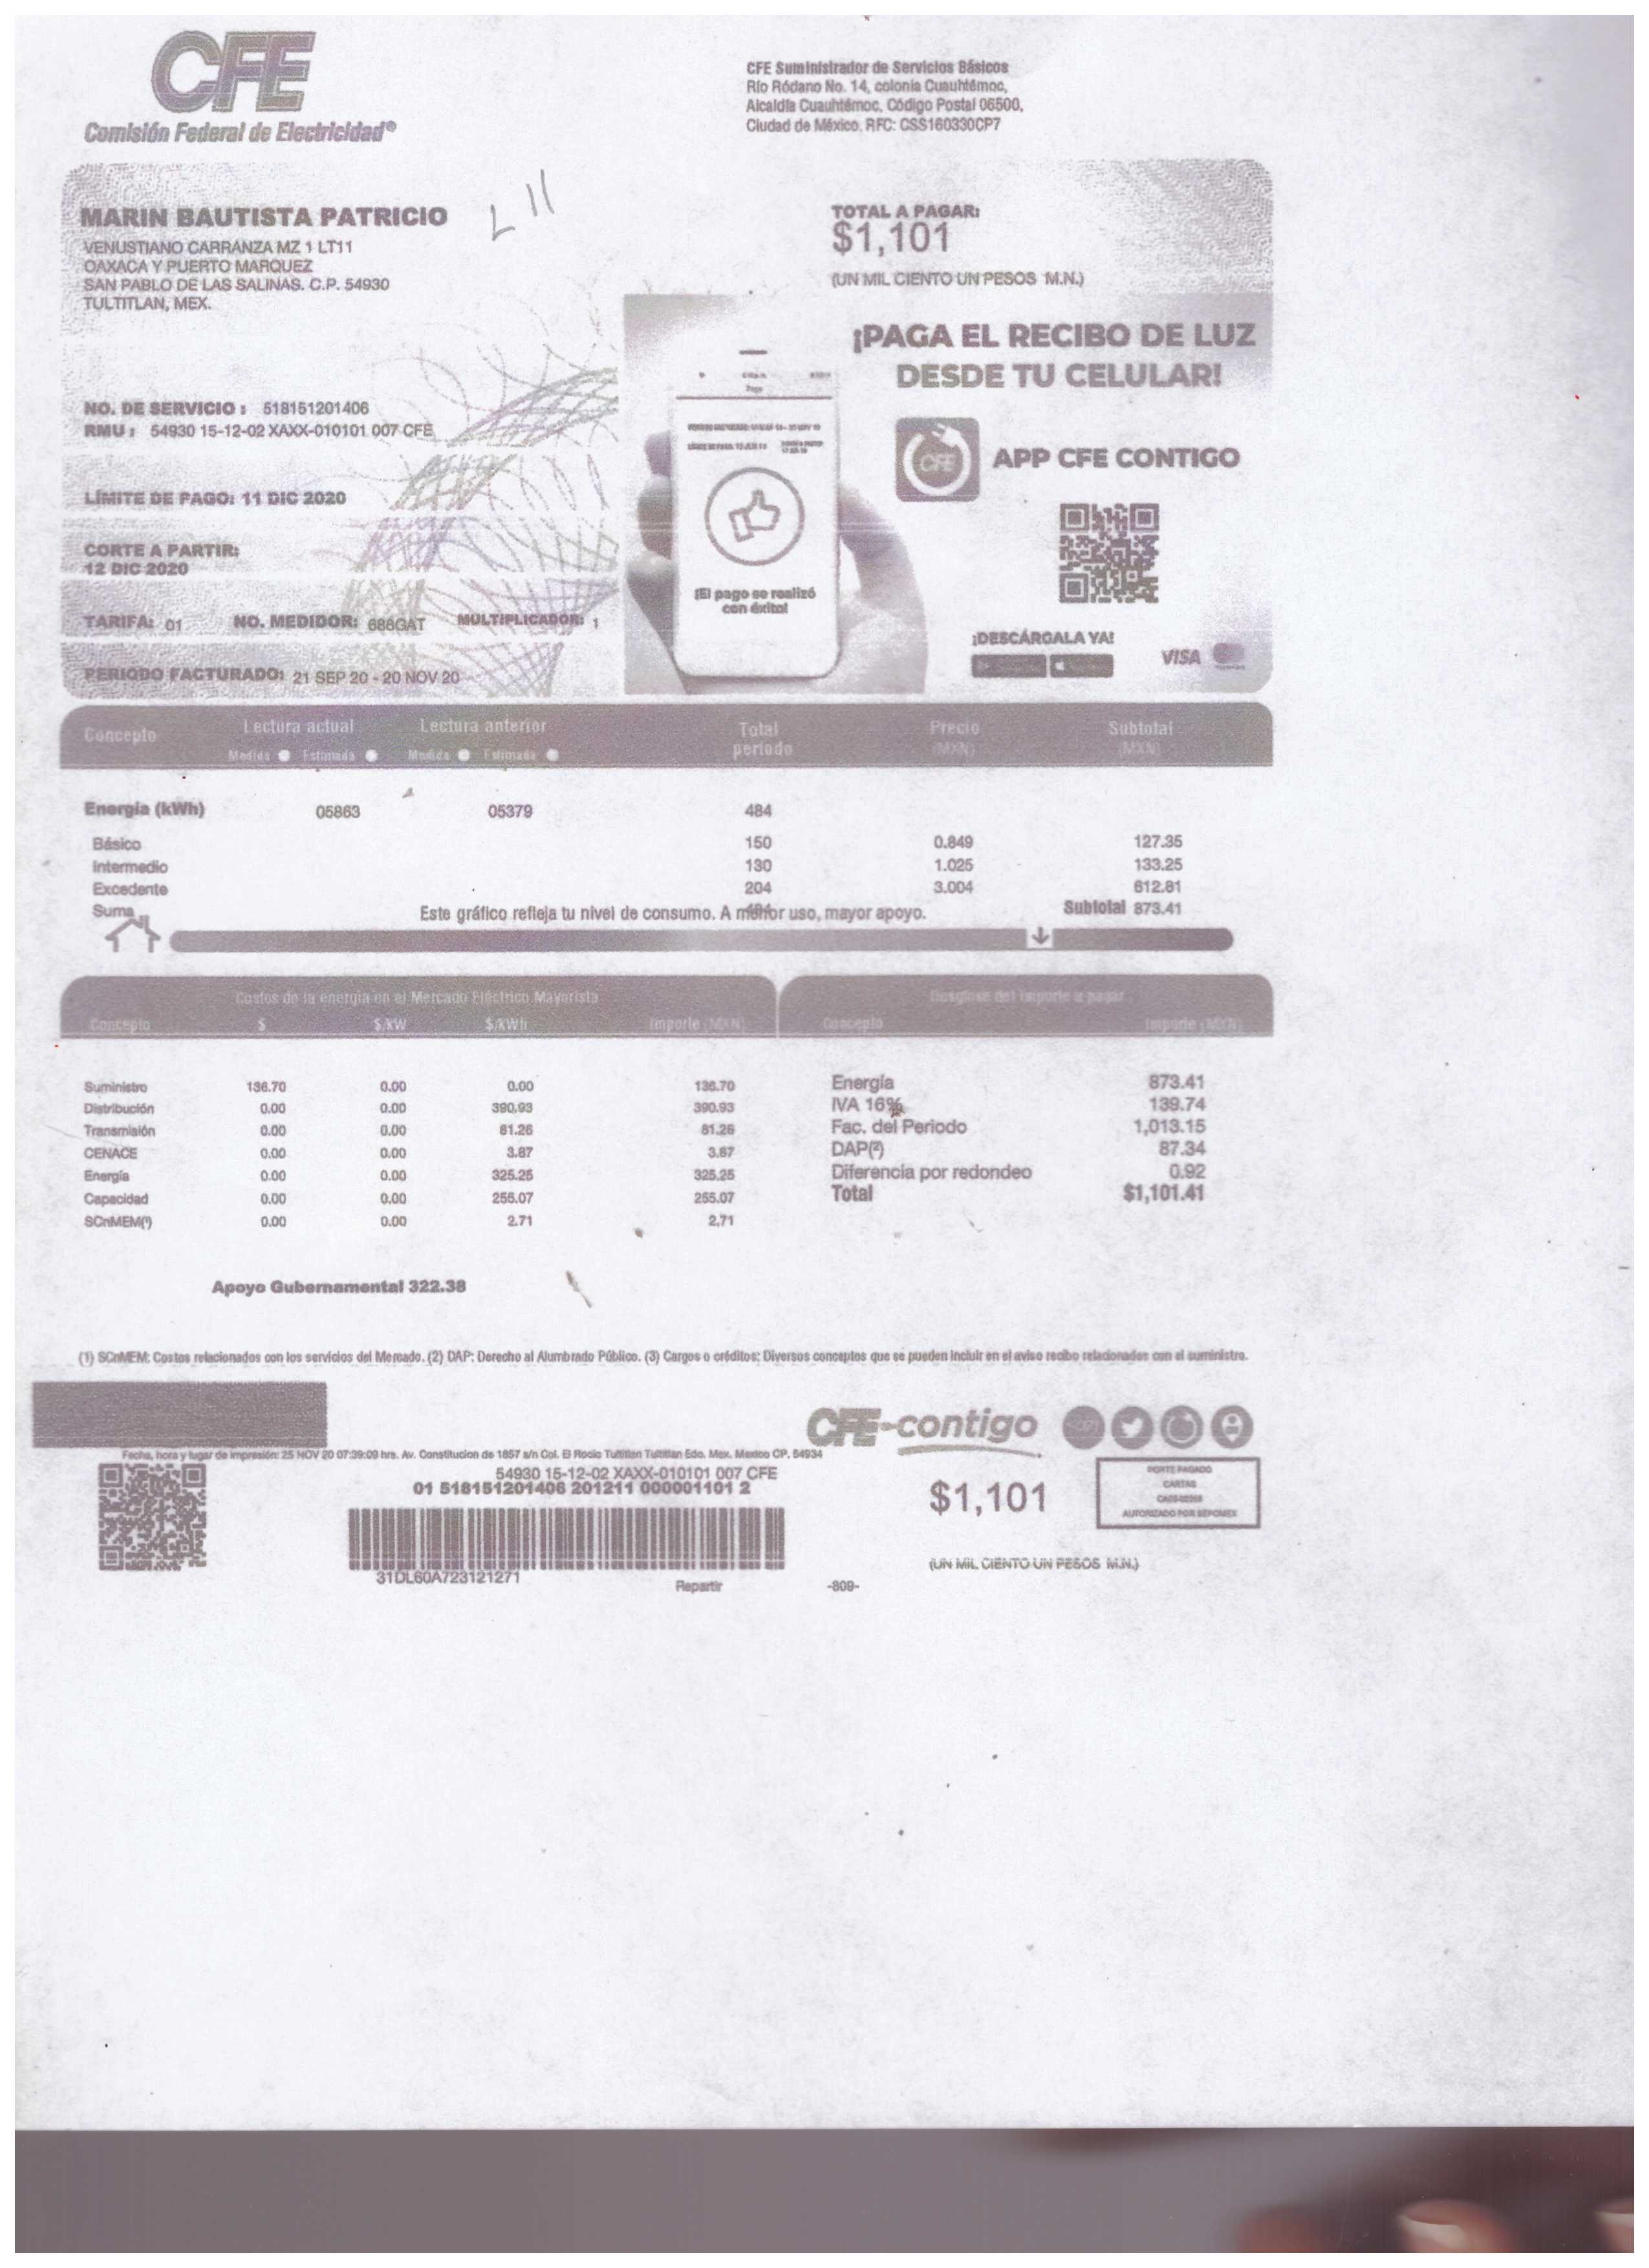 CFE
Comisión Federal de Electricidad®
CFE Suministrador de Servicios Básicos
Río Ródano No. 14, colonia Cuauhtémoc,
Alcaldía Cuauhtémoc, Código Postal 06500,
Ciudad de México. RFC: CSS160330CP7
MARIN BAUTISTA PATRICIO
L 11
VENUSTIANO CARRANZA MZ 1 LT11
OAXACA Y PUERTO MARQUEZ
SAN PABLO DE LAS SALINAS. C.P. 54930
TULTITLAN, MEX.
TOTAL A PAGAR:
$1,101
(UN MIL CIENTO UN PESOS M.N.)
NO. DE SERVICIO : 518151201406
RMU : 54930 15-12-02 XAXX-010101 007 CFE
LÍMITE DE PAGO: 11 DIC 2020
CORTE A PARTIR:
12 DIC 2020
TARIFA: 01 NO. MEDIDOR: 686GAT MULTIPLICADOR: 1
PERIODO FACTURADO: 21 SEP 20 - 20 NOV 20
Pago
¡El pago se realizó
con éxito!
¡PAGA EL RECIBO DE LUZ
DESDE TU CELULAR!
CFE
APP CFE CONTIGO
¡DESCÁRGALA YA!
VISA
Concepto Lectura actual Lectura anterior Total periodo Precio (MXN) Subtotal (MXN)
Medida Estimada Medida Estimada
Energía (kWh) 05863 05379 484
Básico 150 0.849 127.35
Intermedio 130 1.025 133.25
Excedente 204 3.004 612.81
Suma 484 Subtotal 873.41
Este gráfico refleja tu nivel de consumo. A menor uso, mayor apoyo.
Costos de la energía en el Mercado Eléctrico Mayorista
Concepto $ $/kW $/kWh Importe (MXN)
Suministro 136.70 0.00 0.00 136.70
Distribución 0.00 0.00 390.93 390.93
Transmisión 0.00 0.00 81.26 81.26
CENACE 0.00 0.00 3.87 3.87
Energía 0.00 0.00 325.25 325.25
Capacidad 0.00 0.00 255.07 255.07
SCnMEM(¹) 0.00 0.00 2.71 2.71
Desglose del importe a pagar
Concepto Importe (MXN)
Energía 873.41
IVA 16% 139.74
Fac. del Periodo 1,013.15
DAP(²) 87.34
Diferencia por redondeo 0.92
Total $1,101.41
Apoyo Gubernamental 322.38
(1) SCnMEM: Costos relacionados con los servicios del Mercado. (2) DAP: Derecho al Alumbrado Público. (3) Cargos o créditos: Diversos conceptos que se pueden incluir en el aviso recibo relacionados con el suministro.
CFE-contigo
Fecha, hora y lugar de impresión: 25 NOV 20 07:39:09 hrs. Av. Constitucion de 1857 s/n Col. El Rocio Tultitlan Tultitlan Edo. Mex. Mexico CP. 54934
54930 15-12-02 XAXX-010101 007 CFE
01 518151201406 201211 000001101 2
31DL60A723121271
Repartir
-809-
$1,101
(UN MIL CIENTO UN PESOS M.N.)
PORTE PAGADO
CARTAS
AUTORIZADO POR SEPOMEX